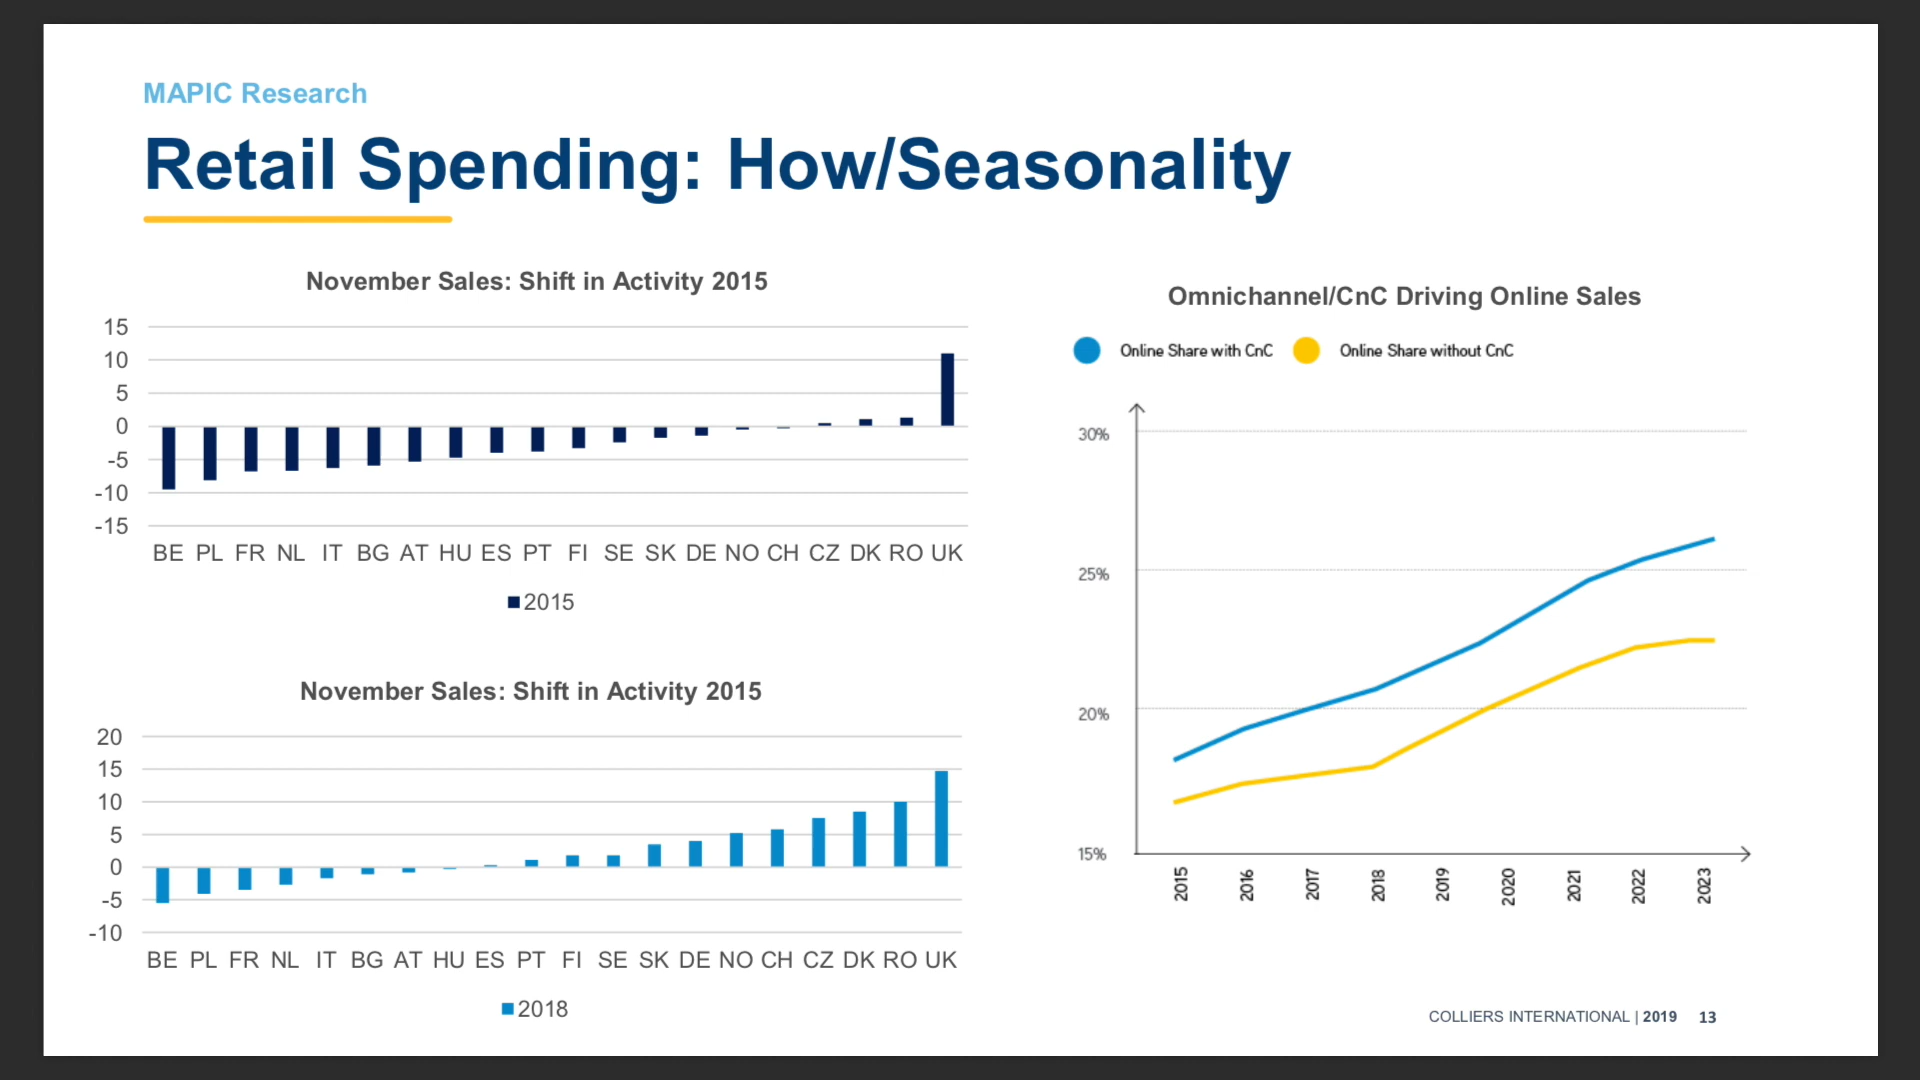 MAPIC Research
Retail Spending: How/Seasonality
November Sales: Shift in Activity 2015
15
10
5
0
-5
-10
-15
BE PL FR NL IT BG AT HU ES PT FI SE SK DE NO CH CZ DK RO UK
2015
November Sales: Shift in Activity 2015
20
15
10
5
0
-5
-10
BE PL FR NL IT BG AT HU ES PT FI SE SK DE NO CH CZ DK RO UK
2018
Omnichannel/CnC Driving Online Sales
Online Share with CnC Online Share without CnC
30%
25%
20%
15%
2015 2016 2017 2018 2019 2020 2021 2022 2023
COLLIERS INTERNATIONAL | 2019 13